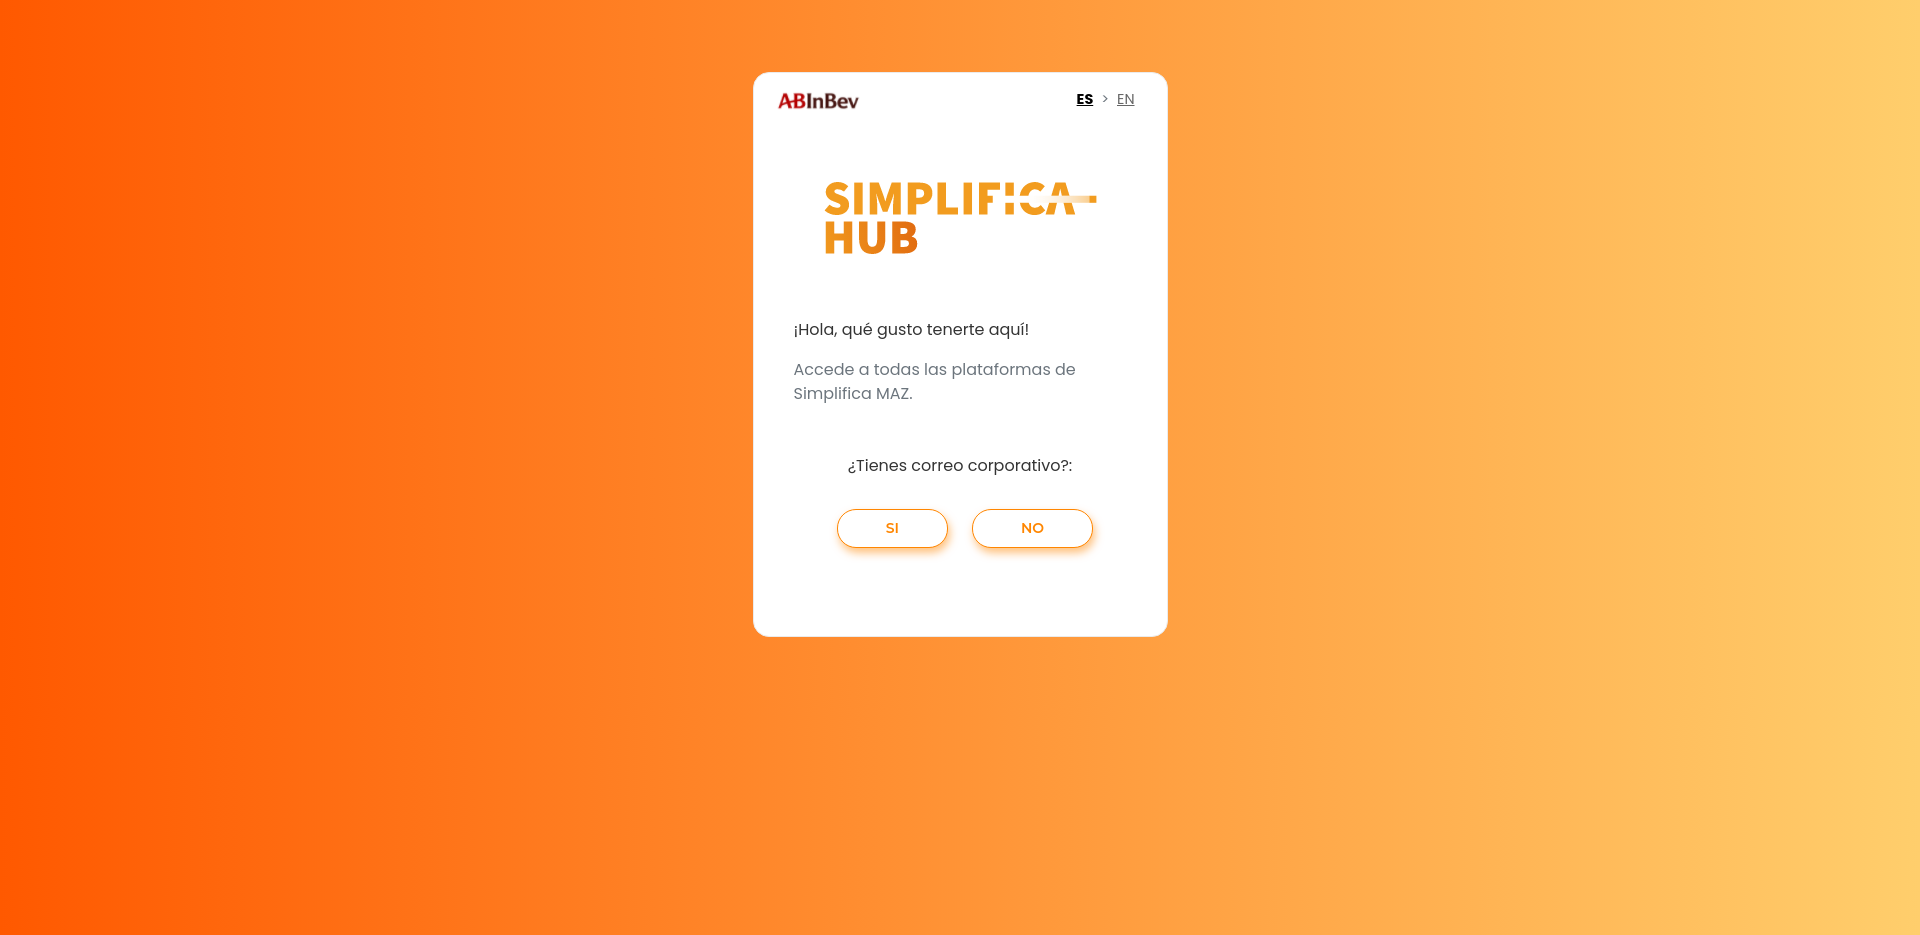 ABInBev
ES > EN
SIMPLIFICA
HUB
¡Hola, qué gusto tenerte aquí!
Accede a todas las plataformas de
Simplifica MAZ.
¿Tienes correo corporativo?:
SI
NO